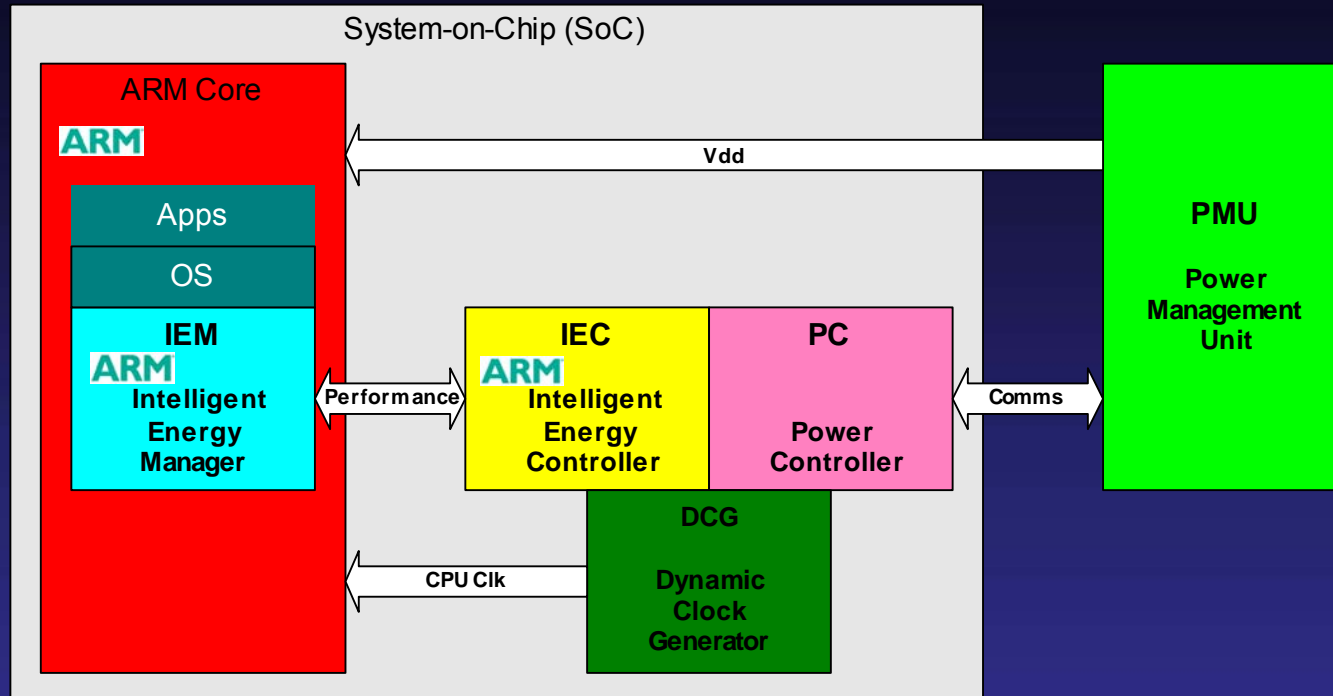 System-on-Chip (SoC)
ARM Core
ARM
Apps
OS
IEM
ARM
Intelligent
Energy
Manager
Performance
IEC
ARM
Intelligent
Energy
Controller
PC
Power
Controller
Vdd
Comms
PMU
Power
Management
Unit
CPU Clk
DCG
Dynamic
Clock
Generator